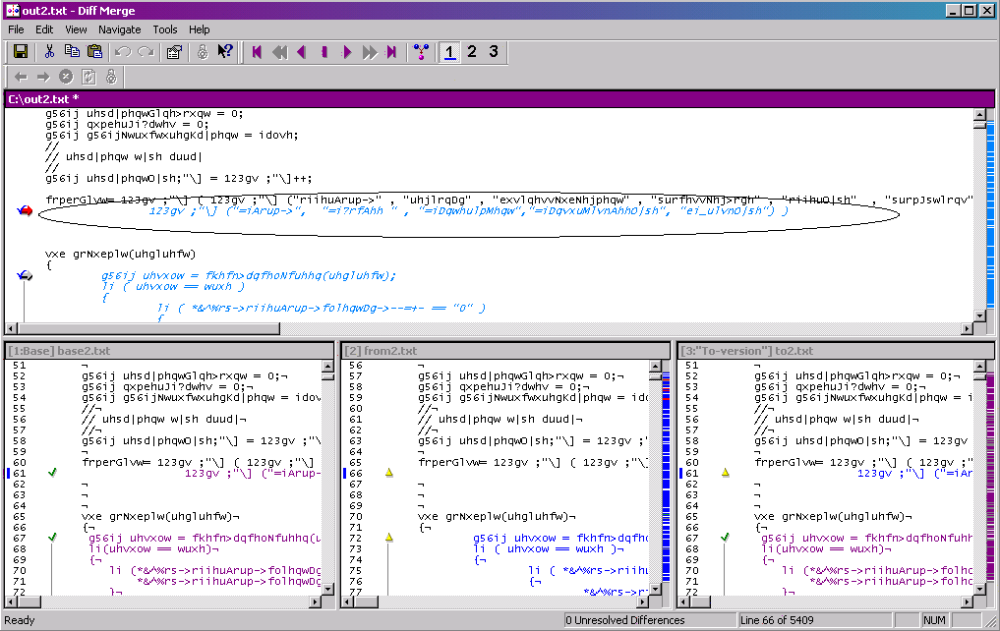 out2.txt - Diff Merge
File Edit View Navigate Tools Help
1 2 3
C:\out2.txt *
g56ij uhsd|phqwGlqh>rxqw = 0;
g56ij qxpehuJi?dwhv = 0;
g56ij g56ijNwuxfwxuhgKd|phqw = idovh;
//
// uhsd|phqw w|sh duud|
//
g56ij uhsd|phqwO|sh;"\] = 123gv ;"\]++;
frperGlvw= 123gv ;"\] ( 123gv ;"\] ("riihuArup->" , "uhjlrqDg" , "exvlqhvvNxeNhjphqw" , "surfhvvNhj>rgh" , "riihuO|sh" , "surpJswlrqv"
123gv ;"\] ("=iArup->", "=i?rfAhh " , "=iDqwhulpMhqw","=iDqvxuMlvnAhhO|sh", "ei_ulvnO|sh") )
vxe grNxeplw(uhgluhfw)
{
g56ij uhvxow = fkhfn>dqfhoNfuhhq(uhgluhfw);
li ( uhvxow == wuxh )
{
li ( *&^%rs->riihuArup->folhqwDg->--=+- == "0" )
{
[1:Base] base2.txt
51 ¬
52 g56ij uhsd|phqwGlqh>rxqw = 0;¬
53 g56ij qxpehuJi?dwhv = 0;¬
54 g56ij g56ijNwuxfwxuhgKd|phqw = idov
55 //¬
56 // uhsd|phqw w|sh duud|¬
57 //¬
58 g56ij uhsd|phqwO|sh;"\] = 123gv ;"\
59 ¬
60 frperGlvw= 123gv ;"\] ( 123gv ;"\]
61 123gv ;"\] ("=iArup-
62 ¬
63 ¬
64 ¬
65 vxe grNxeplw(uhgluhfw)¬
66 {¬
67 g56ij uhvxow = fkhfn>dqfhoNfuhhq(u
68 li(uhvxow == wuxh)¬
69 {¬
70 li (*&^%rs->riihuArup->folhqwDg
71 *&^%rs->riihuArup->riihuArup
72 }¬
[2] from2.txt
56 ¬
57 g56ij uhsd|phqwGlqh>rxqw = 0;¬
58 g56ij qxpehuJi?dwhv = 0;¬
59 g56ij g56ijNwuxfwxuhgKd|phqw = idov
60 //¬
61 // uhsd|phqw w|sh duud|¬
62 //¬
63 g56ij uhsd|phqwO|sh;"\] = 123gv ;"\
64 ¬
65 frperGlvw= 123gv ;"\] ( 123gv ;"\]
66 ¬
67 ¬
68 ¬
69 ¬
70 vxe grNxeplw(uhgluhfw)¬
71 {¬
72 g56ij uhvxow = fkhfn>dqfho
73 li ( uhvxow == wuxh )¬
74 {¬
75 li ( *&^%rs->riihu
76 {¬
77 *&^%rs->ri
[3:"To-version"] to2.txt
51 ¬
52 g56ij uhsd|phqwGlqh>rxqw = 0;¬
53 g56ij qxpehuJi?dwhv = 0;¬
54 g56ij g56ijNwuxfwxuhgKd|phqw = idov
55 //¬
56 // uhsd|phqw w|sh duud|¬
57 //¬
58 g56ij uhsd|phqwO|sh;"\] = 123gv ;"\
59 ¬
60 frperGlvw= 123gv ;"\] ( 123gv ;"\]
61 123gv ;"\] ("=iAr
62 ¬
63 ¬
64 ¬
65 vxe grNxeplw(uhgluhfw)¬
66 {¬
67 g56ij uhvxow = fkhfn>dqfhoNfuhh
68 li(uhvxow == wuxh)¬
69 {¬
70 li (*&^%rs->riihuArup->folhq
71 *&^%rs->riihuArup->riihuA
72 }¬
Ready
0 Unresolved Differences
Line 66 of 5409
NUM